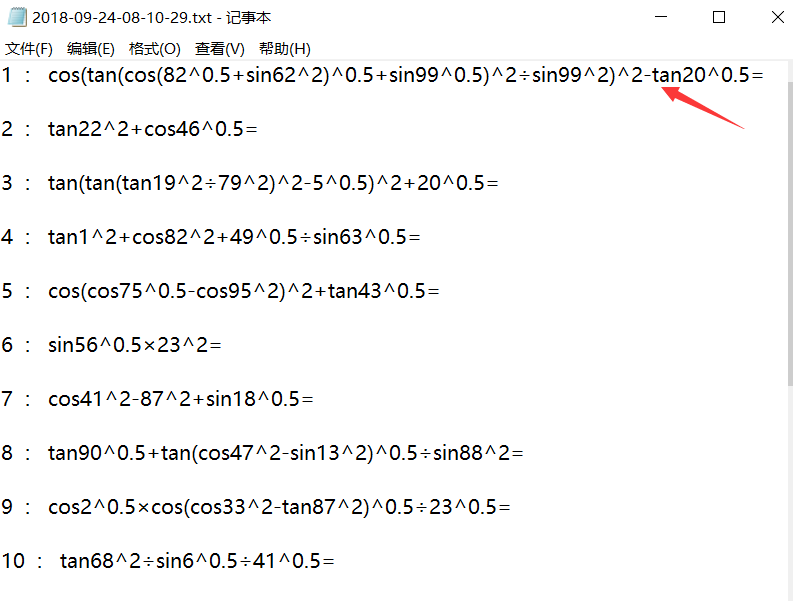 2018-09-24-08-10-29.txt - 记事本
文件(F) 编辑(E) 格式(O) 查看(V) 帮助(H)
1 : cos(tan(cos(82^0.5+sin62^2)^0.5+sin99^0.5)^2÷sin99^2)^2-tan20^0.5=
2 : tan22^2+cos46^0.5=
3 : tan(tan(tan19^2÷79^2)^2-5^0.5)^2+20^0.5=
4 : tan1^2+cos82^2+49^0.5÷sin63^0.5=
5 : cos(cos75^0.5-cos95^2)^2+tan43^0.5=
6 : sin56^0.5×23^2=
7 : cos41^2-87^2+sin18^0.5=
8 : tan90^0.5+tan(cos47^2-sin13^2)^0.5÷sin88^2=
9 : cos2^0.5×cos(cos33^2-tan87^2)^0.5÷23^0.5=
10 : tan68^2÷sin6^0.5÷41^0.5=